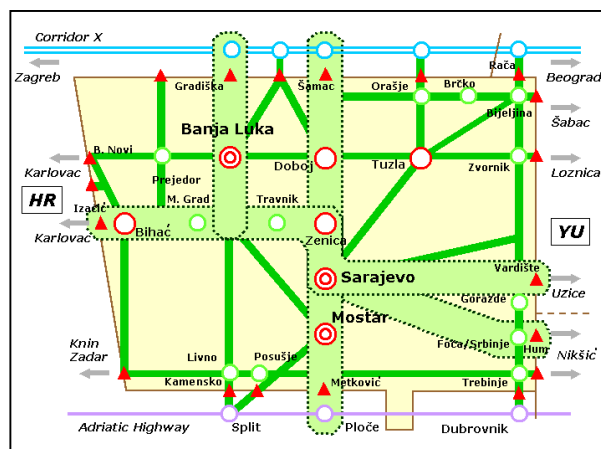 Corridor X
Zagreb
Gradiška
Šamac
Orašje
Brčko
Rača
Beograd
Bijeljina
Šabac
Banja Luka
B. Novi
Karlovac
Prejedor
Doboj
Tuzla
Zvornik
Loznica
HR
Izačić
M. Grad
Travnik
Karlovac
Bihać
Zenica
YU
Sarajevo
Vardište
Uzice
Goražde
Mostar
Foča/Srbinje
Hum
Nikšić
Knin
Zadar
Livno
Posušje
Kamensko
Metković
Trebinje
Adriatic Highway
Split
Ploče
Dubrovnik